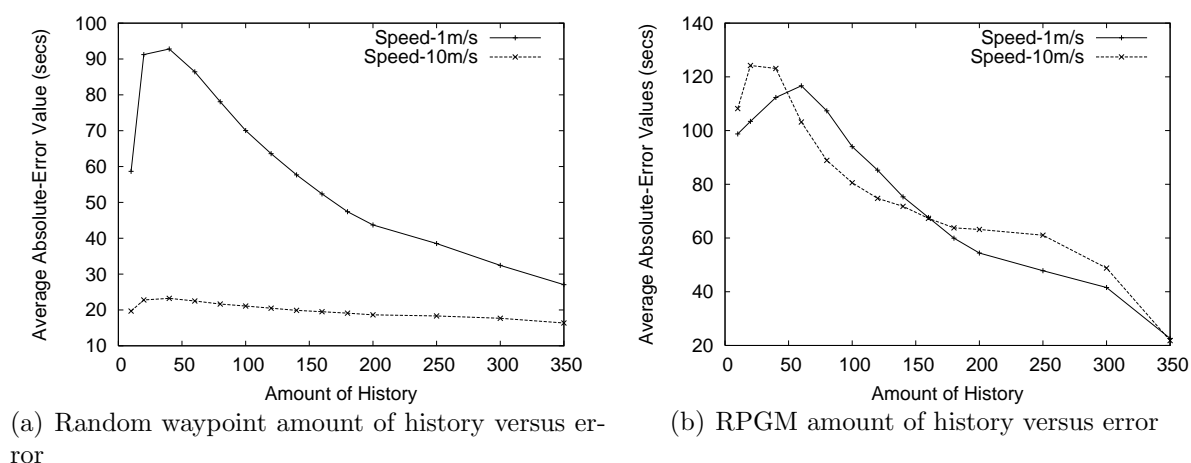 100
90
80
70
60
50
40
30
20
10
Average Absolute-Error Value (secs)
Speed-1m/s
Speed-10m/s
0 50 100 150 200 250 300 350
Amount of History
(a) Random waypoint amount of history versus er-
ror
140
120
100
80
60
40
20
Average Absolute-Error Values (secs)
Speed-1m/s
Speed-10m/s
0 50 100 150 200 250 300 350
Amount of History
(b) RPGM amount of history versus error